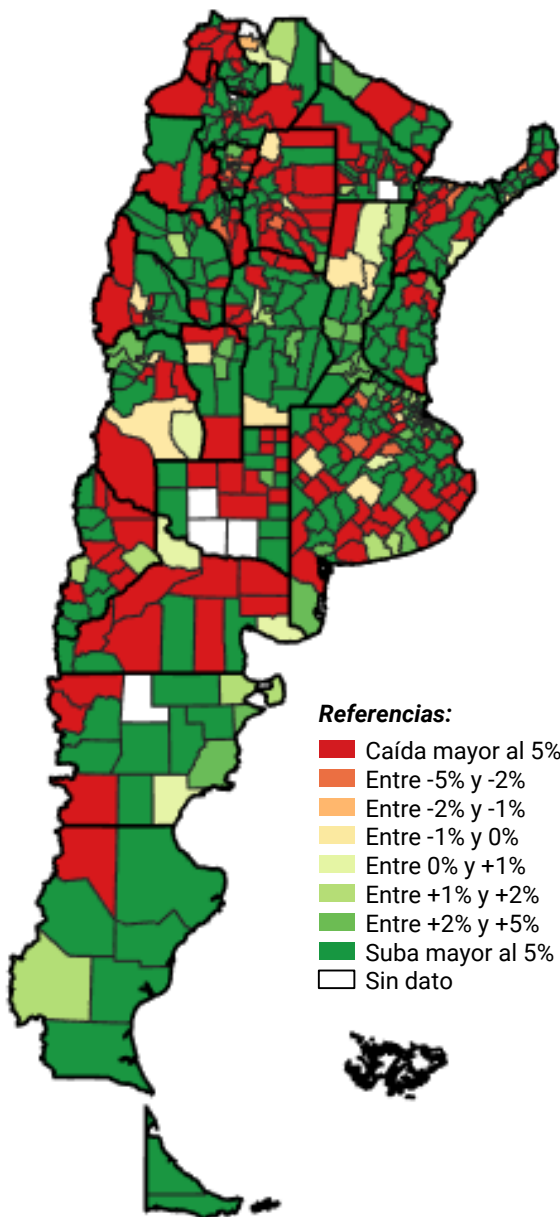 Referencias:
Caída mayor al 5%
Entre -5% y -2%
Entre -2% y -1%
Entre -1% y 0%
Entre 0% y +1%
Entre +1% y +2%
Entre +2% y +5%
Suba mayor al 5%
Sin dato